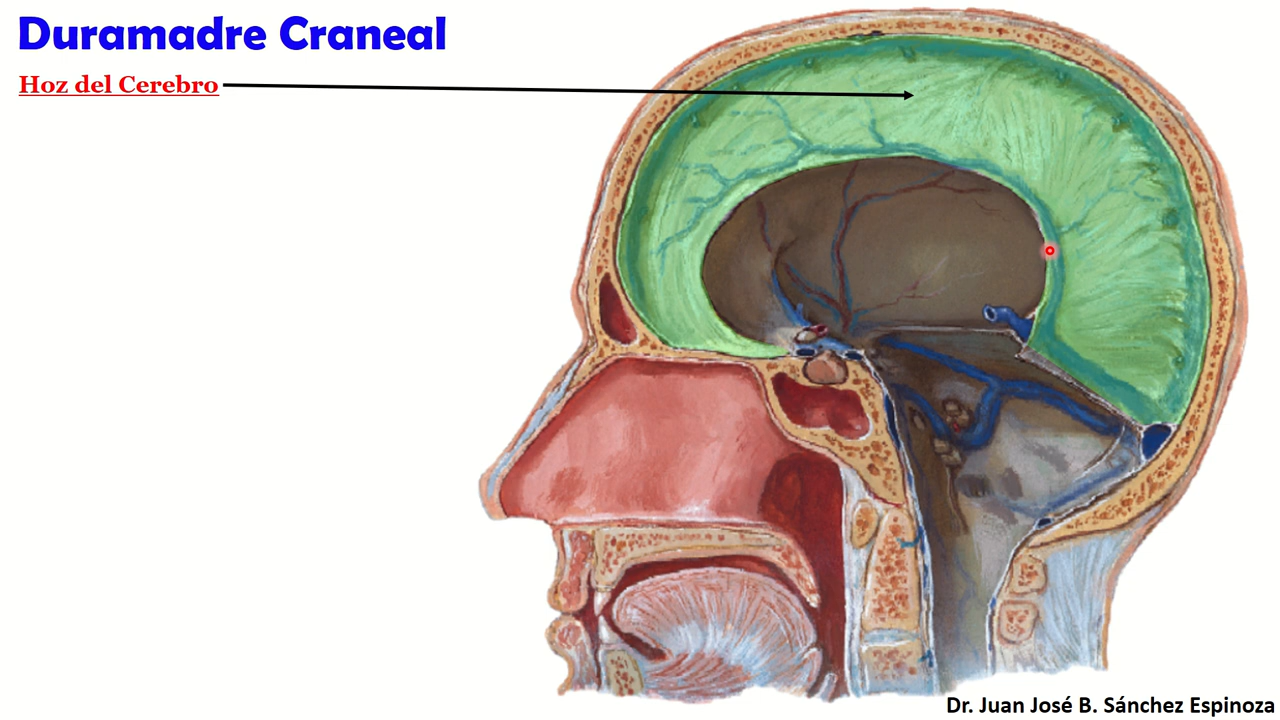 Duramadre Craneal
Hoz del Cerebro
Dr. Juan José B. Sánchez Espinoza